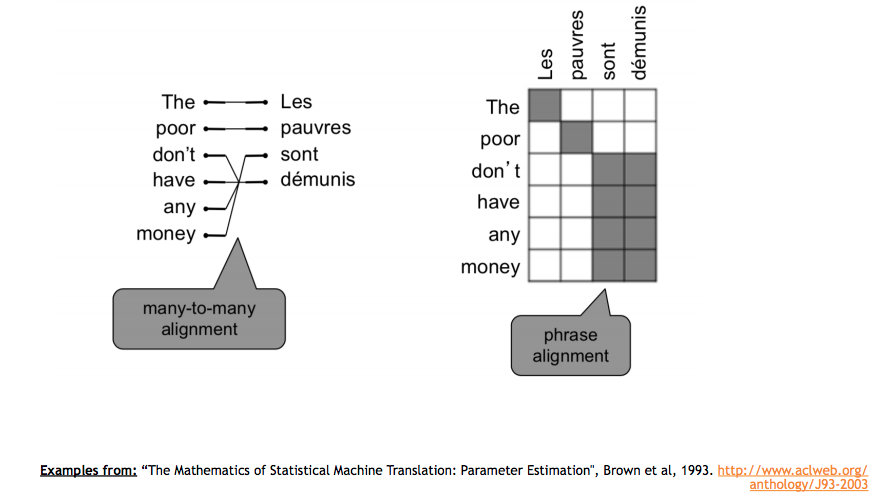 The Les
poor pauvres
don't sont
have démunis
any
money
many-to-many
alignment
Les pauvres sont démunis
The
poor
don't
have
any
money
phrase
alignment
Examples from: “The Mathematics of Statistical Machine Translation: Parameter Estimation", Brown et al, 1993. http://www.aclweb.org/
anthology/J93-2003